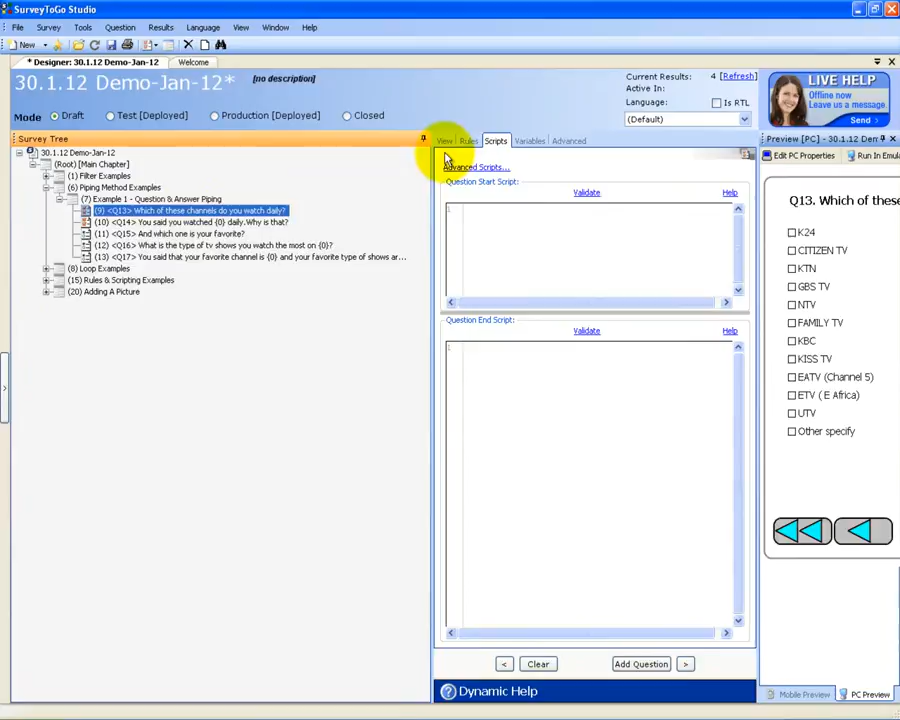 SurveyToGo Studio
File Survey Tools Question Results Language View Window Help
New
* Designer: 30.1.12 Demo-Jan-12* Welcome
30.1.12 Demo-Jan-12* [no description]
Current Results: 4 [Refresh]
Active In:
Language: Is RTL
(Default)
LIVE HELP
Offline now
Leave us a message
Send >
Mode Draft Test [Deployed] Production [Deployed] Closed
Survey Tree
30.1.12 Demo-Jan-12
(Root) [Main Chapter]
(1) Filter Examples
(6) Piping Method Examples
(7) Example 1 - Question & Answer Piping
(9) <Q13> Which of these channels do you watch daily?
(10) <Q14> You said you watched {0} daily.Why is that?
(11) <Q15> And which one is your favorite?
(12) <Q16> What is the type of tv shows you watch the most on {0}?
(13) <Q17> You said that your favorite channel is {0} and your favorite type of shows ar...
(8) Loop Examples
(15) Rules & Scripting Examples
(20) Adding A Picture
View Rules Scripts Variables Advanced
Advanced Scripts...
Question Start Script:
Validate Help
1
Question End Script:
Validate Help
1
< Clear Add Question >
Dynamic Help
Preview [PC] - 30.1.12 Dem
Edit PC Properties Run In Emula
Q13. Which of these
K24
CITIZEN TV
KTN
GBS TV
NTV
FAMILY TV
KBC
KISS TV
EATV (Channel 5)
ETV ( E Africa)
UTV
Other specify
Mobile Preview PC Preview